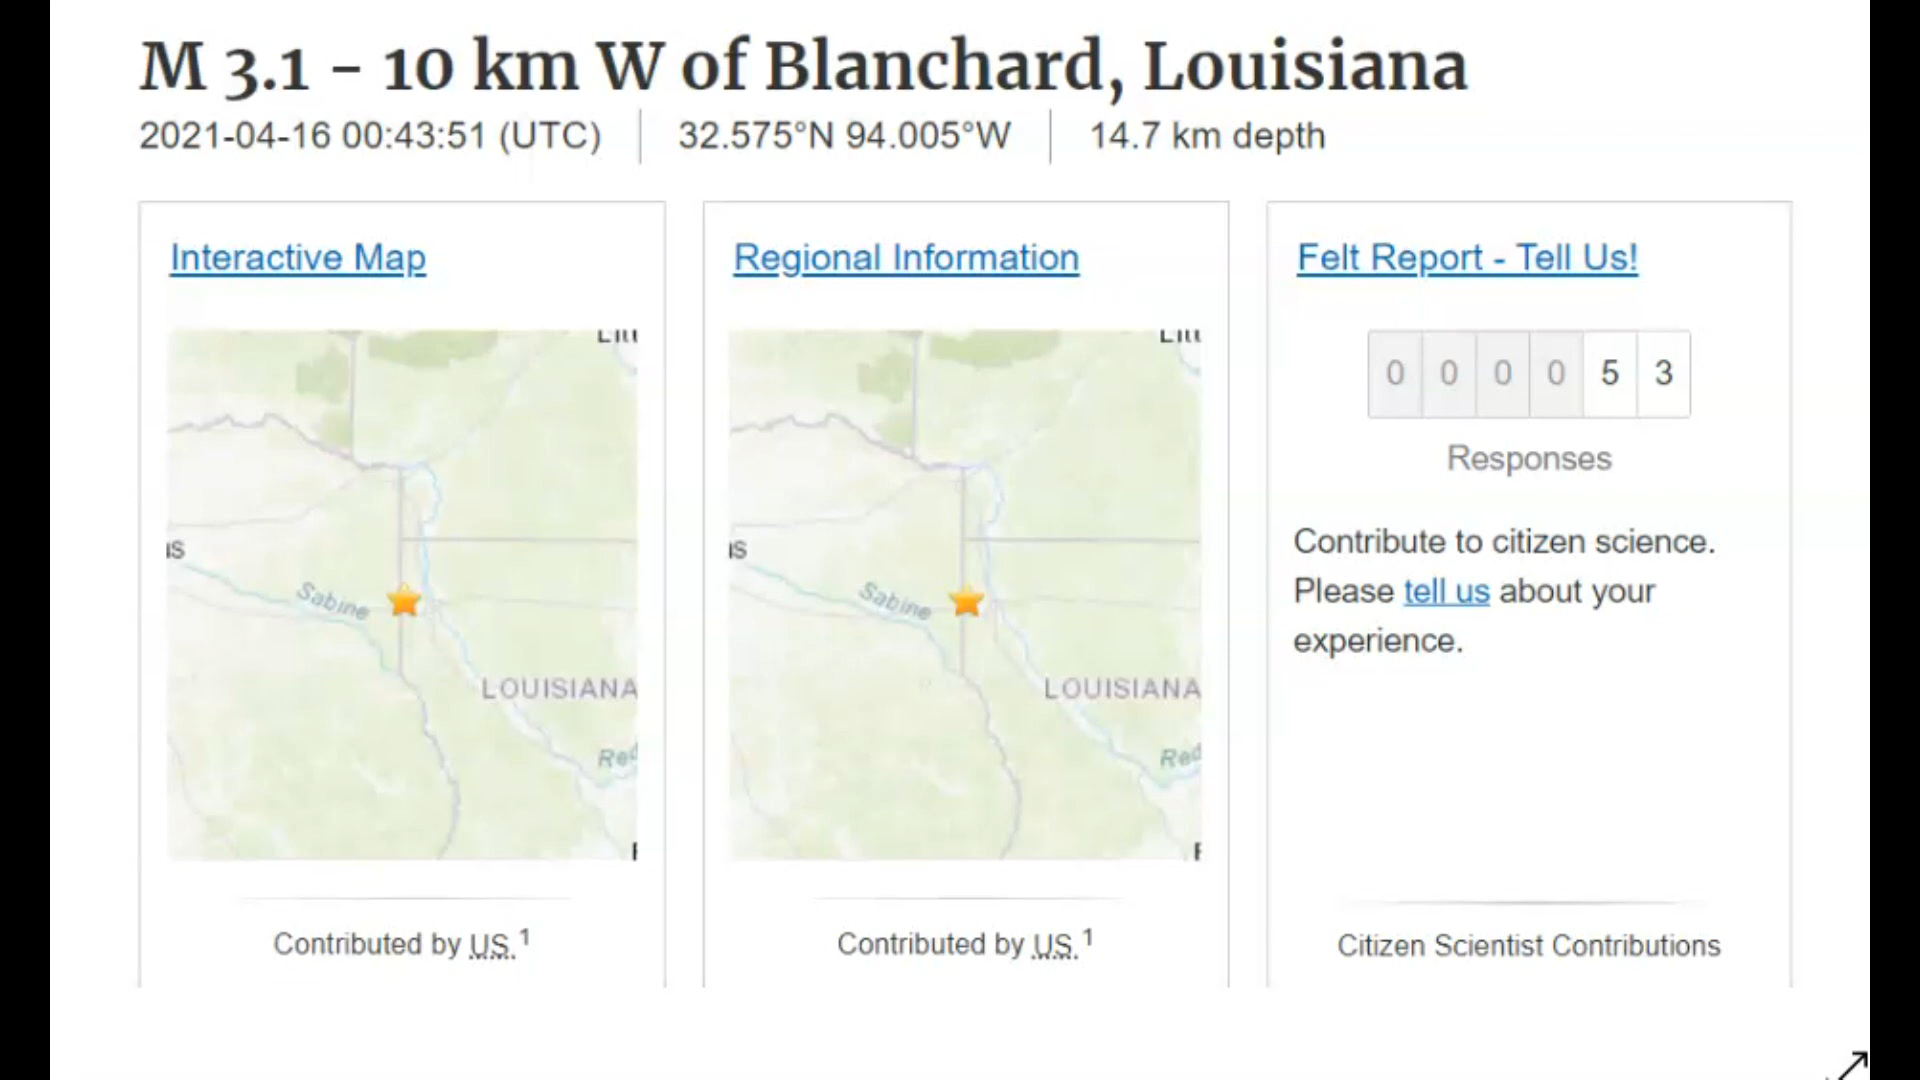 M 3.1 - 10 km W of Blanchard, Louisiana
2021-04-16 00:43:51 (UTC) 32.575°N 94.005°W 14.7 km depth
Interactive Map
Sabine
LOUISIANA
Contributed by US.¹
Regional Information
Sabine
LOUISIANA
Contributed by US.¹
Felt Report - Tell Us!
0 0 0 0 5 3
Responses
Contribute to citizen science.
Please tell us about your
experience.
Citizen Scientist Contributions